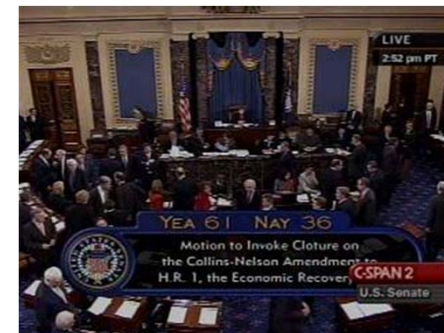 LIVE
2:52 pm PT
YEA 61 NAY 36
Motion to Invoke Cloture on
the Collins-Nelson Amendment to
H.R. 1, the Economic Recovery
C-SPAN 2
U.S. Senate